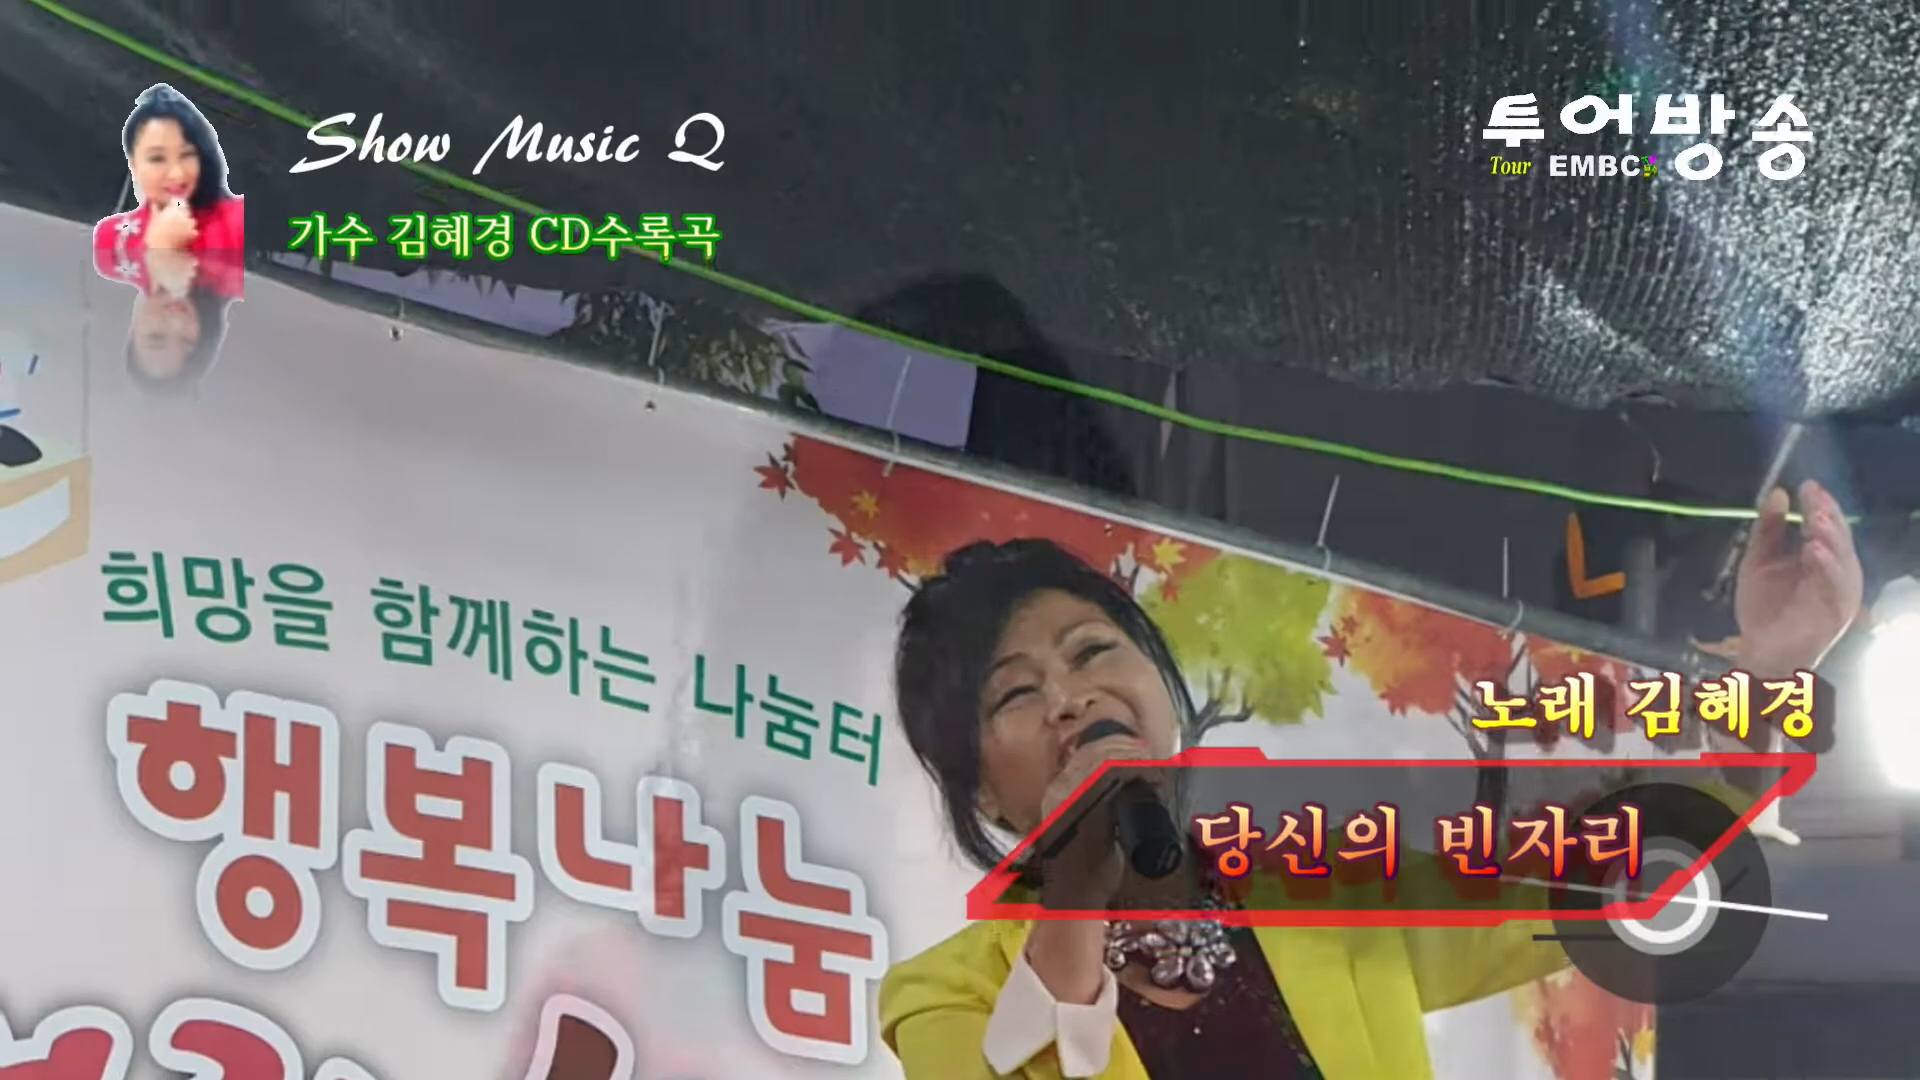 Show Music Q
가수 김혜경 CD수록곡
투어방송
Tour EMBC
희망을 함께하는 나눔터
행복나눔
노래 김혜경
당신의 빈자리